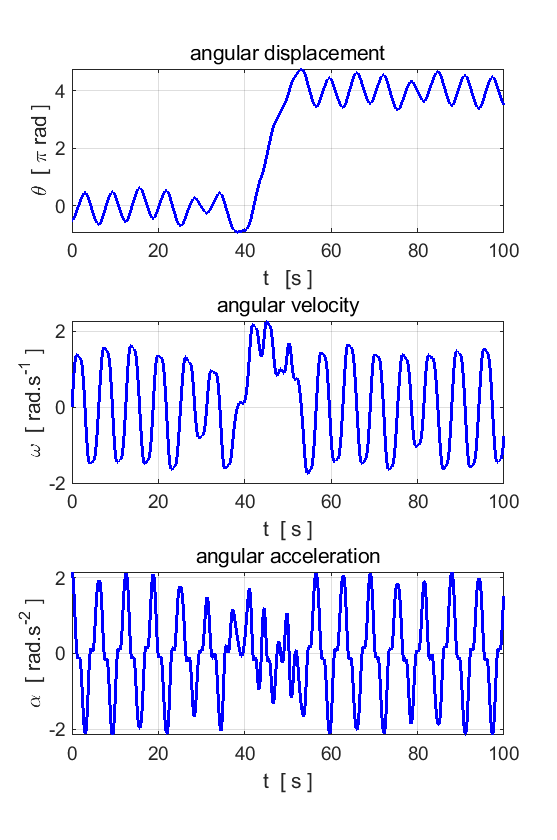 angular displacement
θ [ π rad ]
4
2
0
0 20 40 60 80 100
t [s ]
angular velocity
ω [ rad.s-1 ]
2
0
-2
0 20 40 60 80 100
t [ s ]
angular acceleration
α [ rad.s-2 ]
2
0
-2
0 20 40 60 80 100
t [ s ]